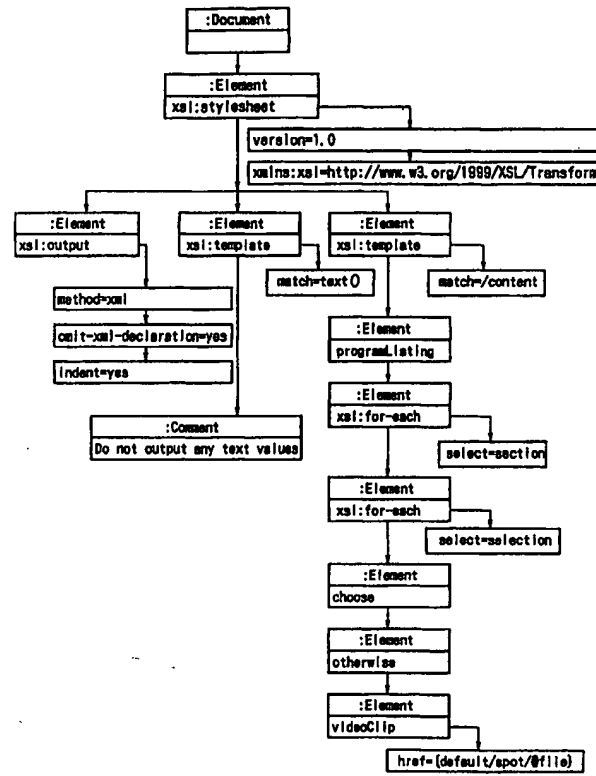 :Document
:Element
xsl:stylesheet
version=1.0
xmlns:xsl=http://www.w3.org/1999/XSL/Transform
:Element
xsl:output
:Element
xsl:template
:Element
xsl:template
match=text()
match=/content
method=xml
omit-xml-declaration=yes
indent=yes
:Element
programListing
:Comment
Do not output any text values
:Element
xsl:for-each
select=section
:Element
xsl:for-each
select=selection
:Element
choose
:Element
otherwise
:Element
videoClip
href={default/spot/@file}